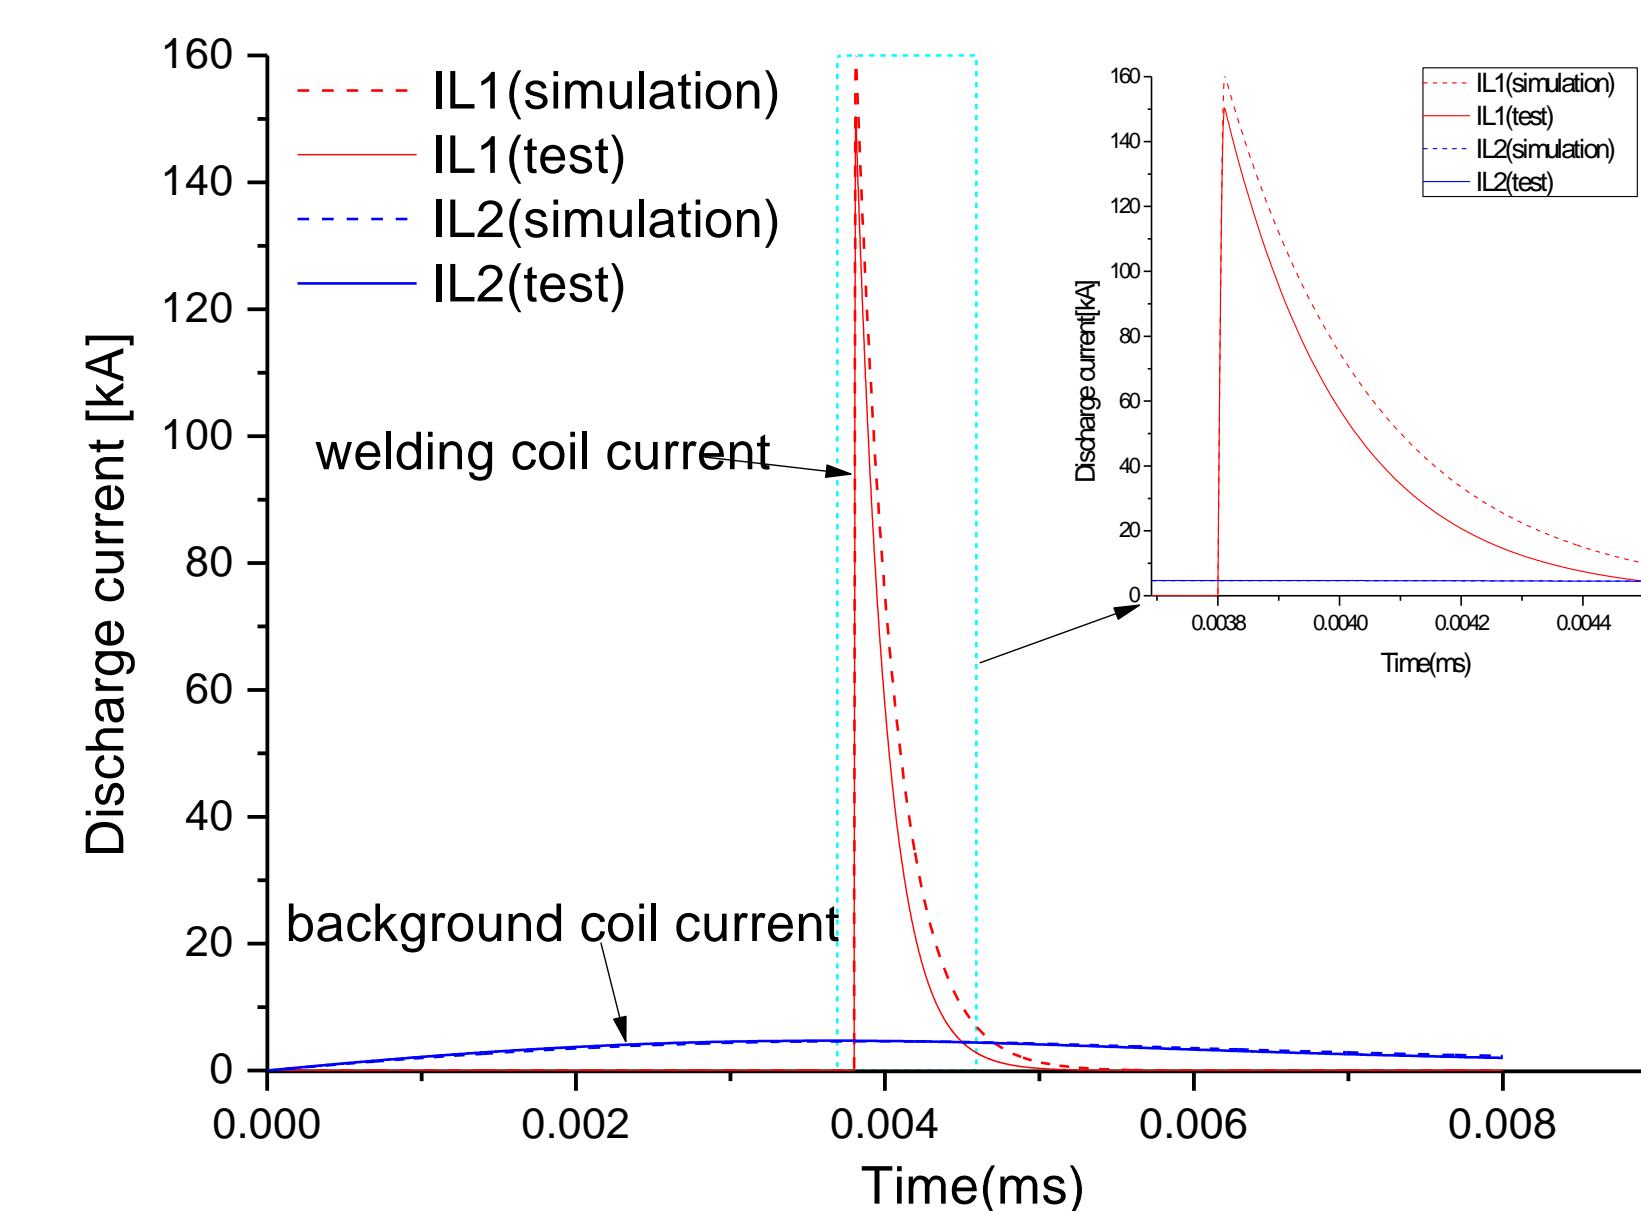 160
140
120
100
80
60
40
20
0
Discharge current [kA]
IL1(simulation)
IL1(test)
IL2(simulation)
IL2(test)
welding coil current
background coil current
0.000
0.002
0.004
0.006
0.008
Time(ms)
160
140
120
100
80
60
40
20
0
Discharge current[kA]
IL1(simulation)
IL1(test)
IL2(simulation)
IL2(test)
0.0038
0.0040
0.0042
0.0044
Time(ms)